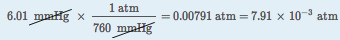 6.01 mmHg × 1 atm / 760 mmHg = 0.00791 atm = 7.91 × 10⁻³ atm